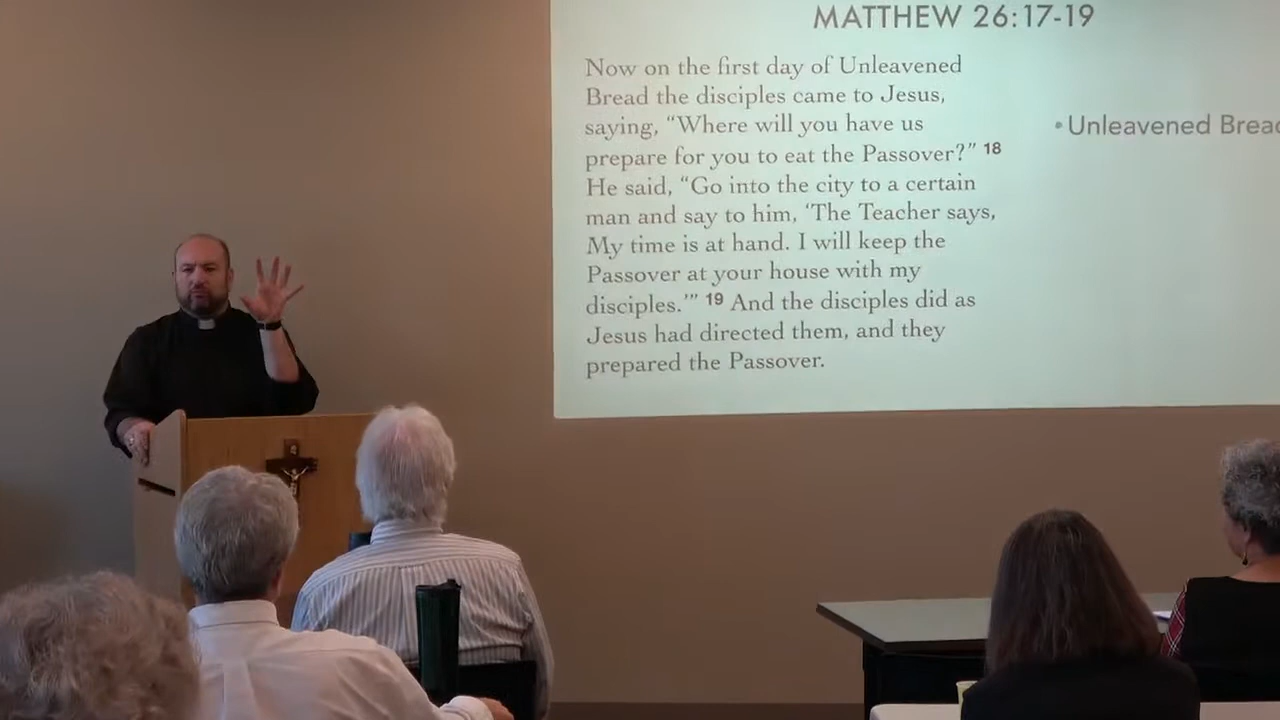 MATTHEW 26:17-19
Now on the first day of Unleavened
Bread the disciples came to Jesus,
saying, “Where will you have us
prepare for you to eat the Passover?” 18
He said, “Go into the city to a certain
man and say to him, ‘The Teacher says,
My time is at hand. I will keep the
Passover at your house with my
disciples.’” 19 And the disciples did as
Jesus had directed them, and they
prepared the Passover.
• Unleavened